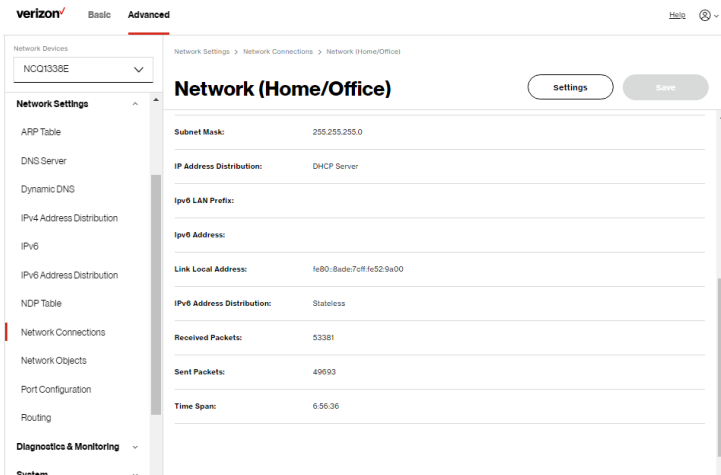 verizon✓ Basic Advanced Help
Network Devices
NCQ1338E
Network Settings
ARP Table
DNS Server
Dynamic DNS
IPv4 Address Distribution
IPv6
IPv6 Address Distribution
NDP Table
Network Connections
Network Objects
Port Configuration
Routing
Diagnostics & Monitoring
System
Network Settings > Network Connections > Network (Home/Office)
Network (Home/Office)
Settings
Save
Subnet Mask: 255.255.255.0
IP Address Distribution: DHCP Server
Ipv6 LAN Prefix:
Ipv6 Address:
Link Local Address: fe80::8ade:7cff:fe52:9a00
IPv6 Address Distribution: Stateless
Received Packets: 53381
Sent Packets: 49693
Time Span: 6:56:36